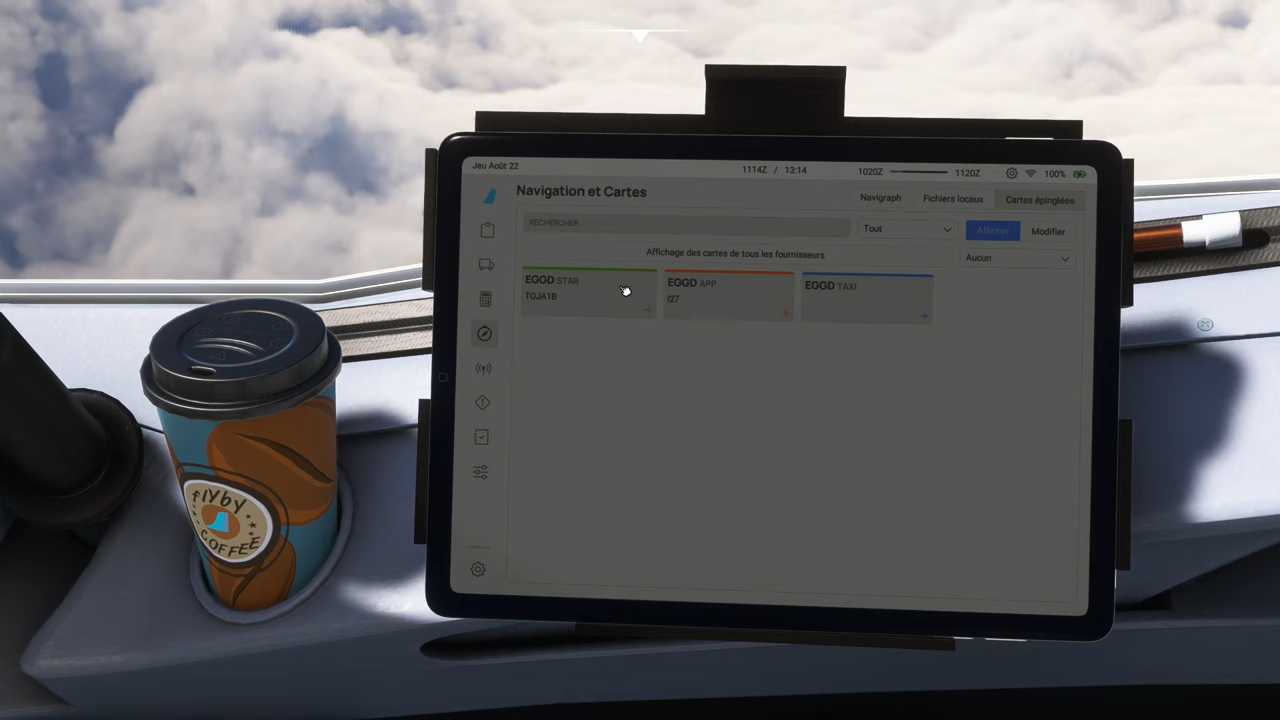 Jeu Août 22
1114Z / 13:14
1020Z 1120Z
100%
Navigation et Cartes
Navigraph
Fichiers locaux
Cartes épinglées
RECHERCHER
Tout
Afficher
Modifier
Affichage des cartes de tous les fournisseurs
Aucun
EGGD STAR
TOJA1B
EGGD APP
I27
EGGD TAXI
flyby
COFFEE